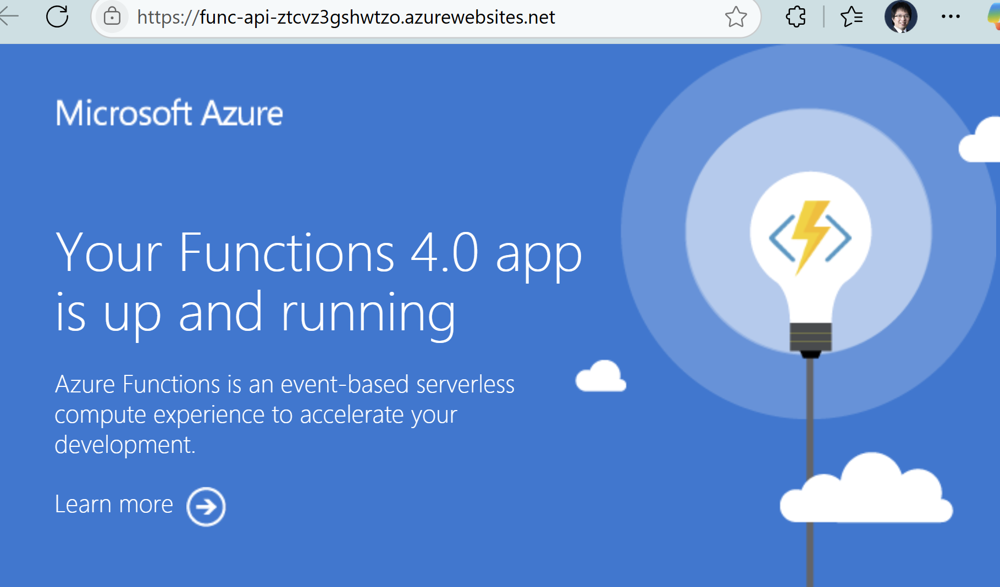 https://func-api-ztcvz3gshwtzo.azurewebsites.net
Microsoft Azure
Your Functions 4.0 app
is up and running
Azure Functions is an event-based serverless
compute experience to accelerate your
development.
Learn more